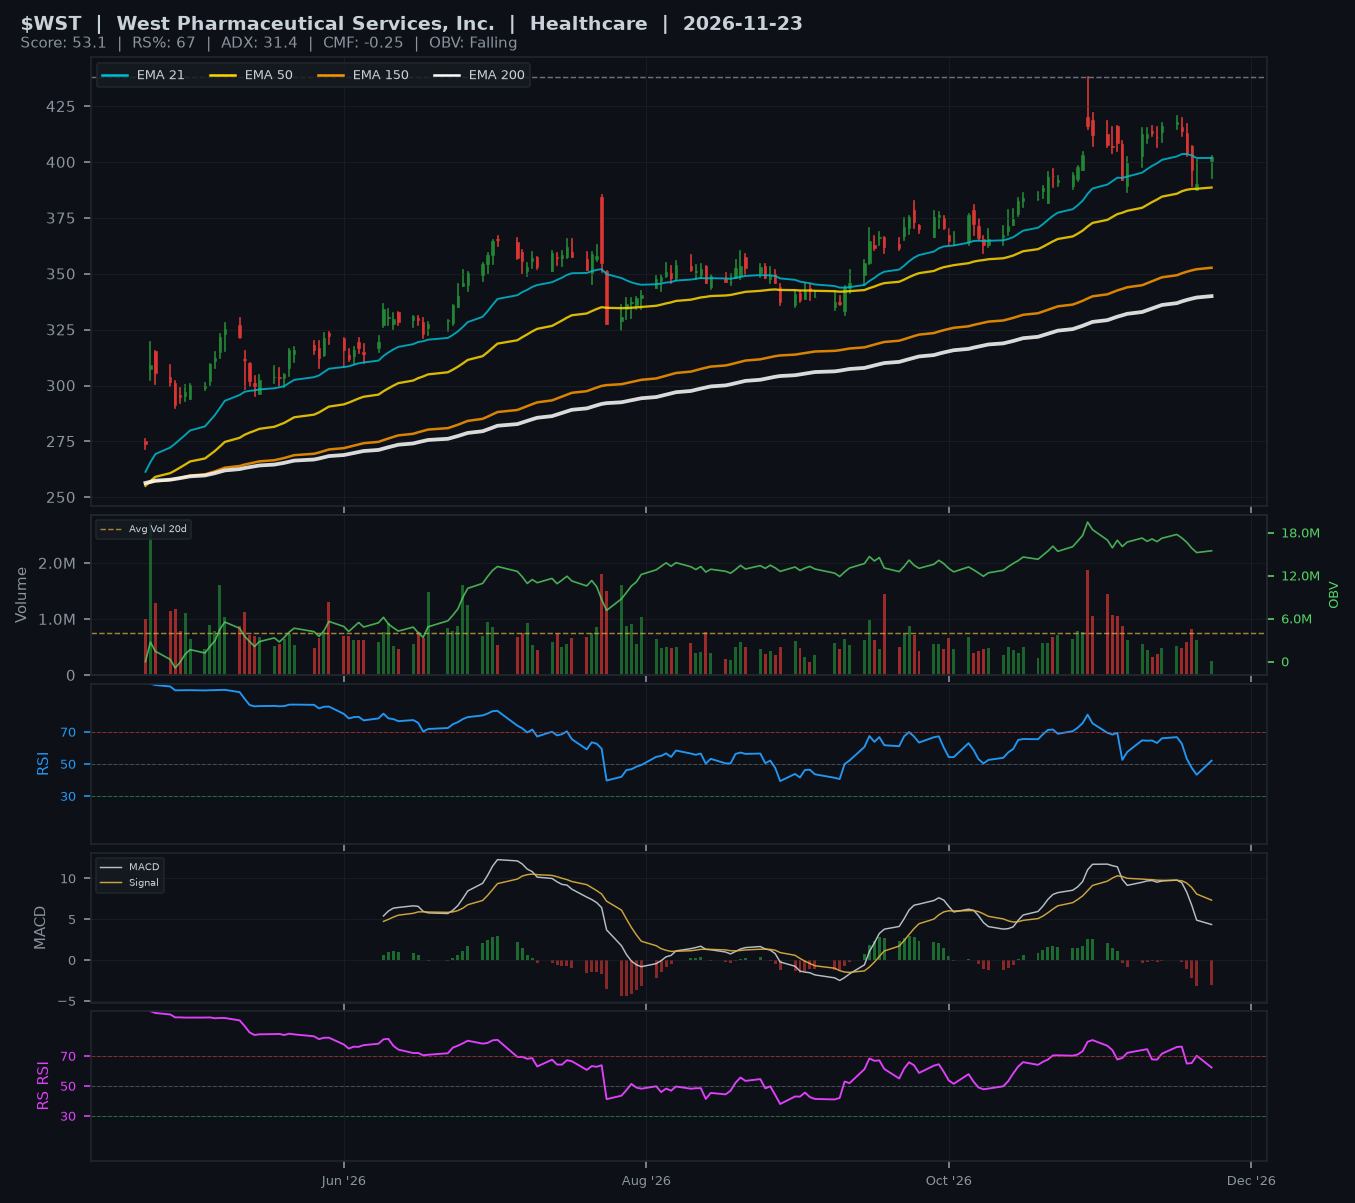 $WST | West Pharmaceutical Services, Inc. | Healthcare | 2026-11-23
Score: 53.1 | RS%: 67 | ADX: 31.4 | CMF: -0.25 | OBV: Falling
EMA 21
EMA 50
EMA 150
EMA 200
425
400
375
350
325
300
275
250
Avg Vol 20d
Volume
2.0M
1.0M
0
18.0M
12.0M
6.0M
0
OBV
RSI
70
50
30
MACD
Signal
MACD
10
5
0
−5
RS RSI
70
50
30
Jun '26
Aug '26
Oct '26
Dec '26